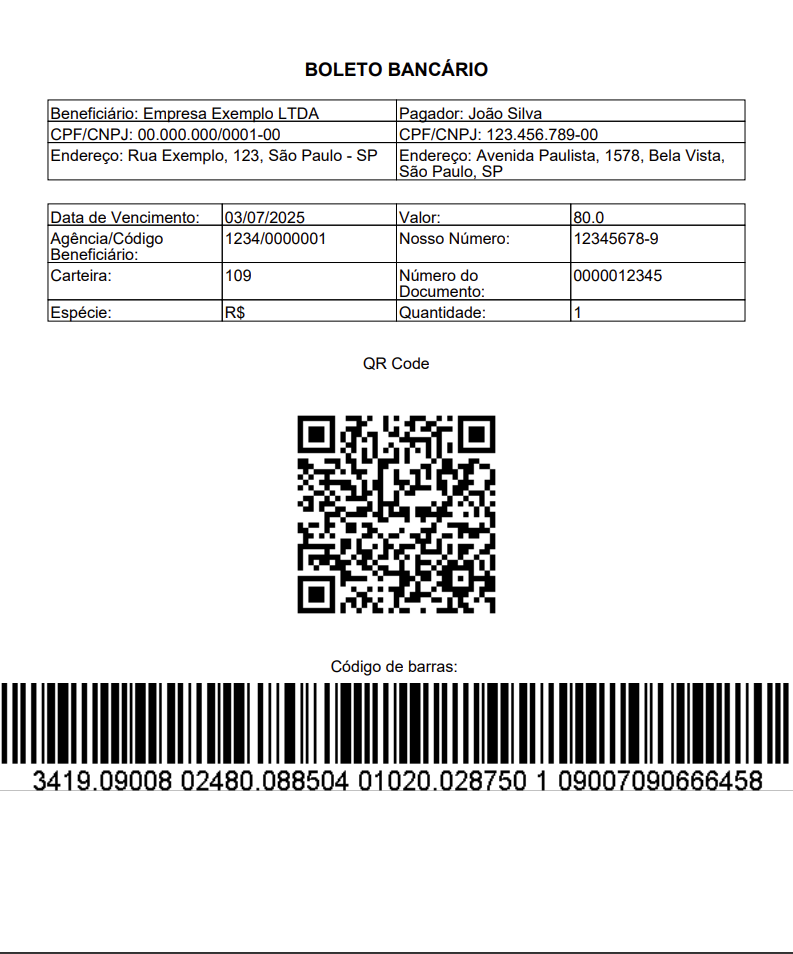 BOLETO BANCÁRIO
Beneficiário: Empresa Exemplo LTDA
Pagador: João Silva
CPF/CNPJ: 00.000.000/0001-00
CPF/CNPJ: 123.456.789-00
Endereço: Rua Exemplo, 123, São Paulo - SP
Endereço: Avenida Paulista, 1578, Bela Vista,
São Paulo, SP
Data de Vencimento:
03/07/2025
Valor:
80.0
Agência/Código
Beneficiário:
1234/0000001
Nosso Número:
12345678-9
Carteira:
109
Número do
Documento:
0000012345
Espécie:
R$
Quantidade:
1
QR Code
Código de barras:
3419.09008 02480.088504 01020.028750 1 09007090666458